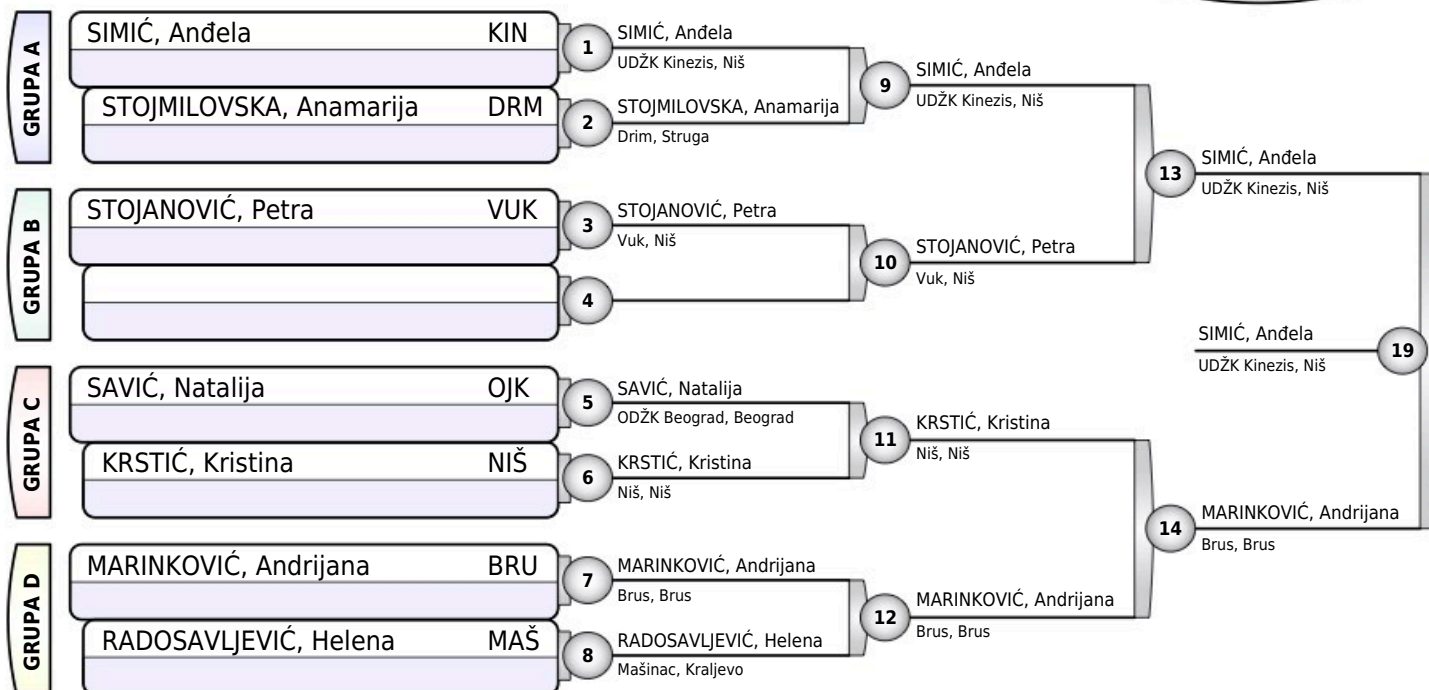 GRUPA A
SIMIĆ, Anđela KIN
STOJMILOVSKA, Anamarija DRM
1
SIMIĆ, Anđela
UDŽK Kinezis, Niš
2
STOJMILOVSKA, Anamarija
Drim, Struga
9
SIMIĆ, Anđela
UDŽK Kinezis, Niš
GRUPA B
STOJANOVIĆ, Petra VUK
3
STOJANOVIĆ, Petra
Vuk, Niš
4
10
STOJANOVIĆ, Petra
Vuk, Niš
13
SIMIĆ, Anđela
UDŽK Kinezis, Niš
GRUPA C
SAVIĆ, Natalija OJK
KRSTIĆ, Kristina NIŠ
5
SAVIĆ, Natalija
ODŽK Beograd, Beograd
6
KRSTIĆ, Kristina
Niš, Niš
11
KRSTIĆ, Kristina
Niš, Niš
GRUPA D
MARINKOVIĆ, Andrijana BRU
RADOSAVLJEVIĆ, Helena MAŠ
7
MARINKOVIĆ, Andrijana
Brus, Brus
8
RADOSAVLJEVIĆ, Helena
Mašinac, Kraljevo
12
MARINKOVIĆ, Andrijana
Brus, Brus
14
MARINKOVIĆ, Andrijana
Brus, Brus
SIMIĆ, Anđela
UDŽK Kinezis, Niš
19